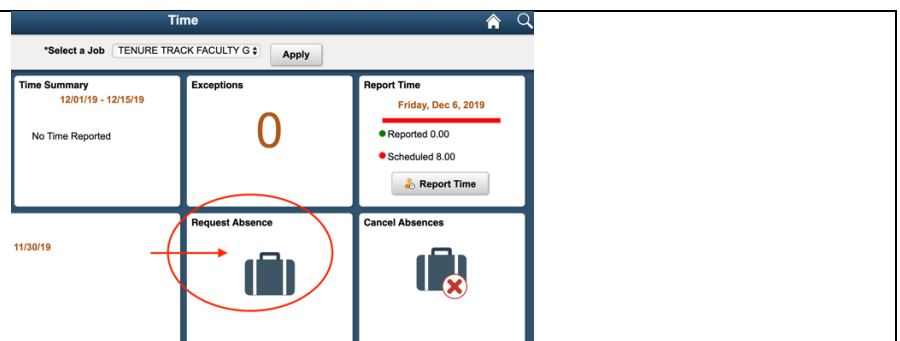 Time
*Select a Job TENURE TRACK FACULTY G Apply
Time Summary
12/01/19 - 12/15/19
No Time Reported
Exceptions
0
Report Time
Friday, Dec 6, 2019
Reported 0.00
Scheduled 8.00
Report Time
11/30/19
Request Absence
Cancel Absences